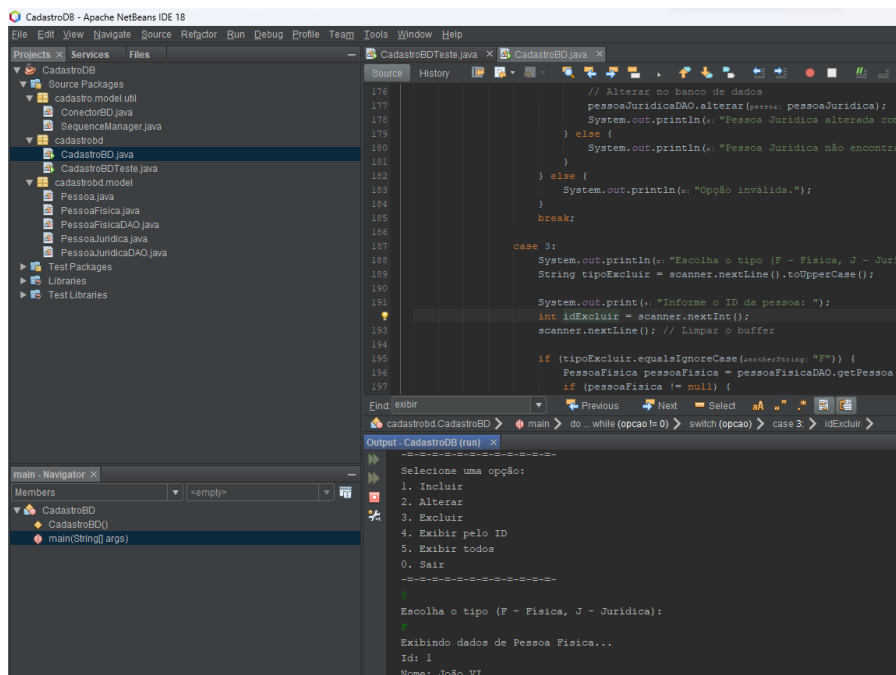 CadastroDB - Apache NetBeans IDE 18
File Edit View Navigate Source Refactor Run Debug Profile Team Tools Window Help
Projects Services Files
CadastroDB
Source Packages
cadastro.model.util
ConectorBD.java
SequenceManager.java
cadastrobd
CadastroBD.java
CadastroBDTeste.java
cadastrobd.model
Pessoa.java
PessoaFisica.java
PessoaFisicaDAO.java
PessoaJuridica.java
PessoaJuridicaDAO.java
Test Packages
Libraries
Test Libraries
main - Navigator
Members <empty>
CadastroBD
CadastroBD()
main(String[] args)
CadastroBDTeste.java CadastroBD.java
Source History
176 // Alterar no banco de dados
177 pessoaJuridicaDAO.alterar(pessoa: pessoaJuridica);
178 System.out.println(x: "Pessoa Jurídica alterada com
179 } else {
180 System.out.println(x: "Pessoa Jurídica não encontra
181 }
182 } else {
183 System.out.println(x: "Opção inválida.");
184 }
185 break;
186
187 case 3:
188 System.out.println(x: "Escolha o tipo (F - Física, J - Jurí
189 String tipoExcluir = scanner.nextLine().toUpperCase();
190
191 System.out.print(s: "Informe o ID da pessoa: ");
int idExcluir = scanner.nextInt();
193 scanner.nextLine(); // Limpar o buffer
194
195 if (tipoExcluir.equalsIgnoreCase(anotherString: "F")) {
196 PessoaFisica pessoaFisica = pessoaFisicaDAO.getPessoa
197 if (pessoaFisica != null) {
Find: exibir Previous Next Select aA
cadastrobd.CadastroBD main do ... while (opcao != 0) switch (opcao) case 3: idExcluir
Output - CadastroDB (run)
-=-=-=-=-=-=-=-=-=-=-=-
Selecione uma opção:
1. Incluir
2. Alterar
3. Excluir
4. Exibir pelo ID
5. Exibir todos
0. Sair
-=-=-=-=-=-=-=-=-=-=-=-
5
Escolha o tipo (F - Física, J - Jurídica):
F
Exibindo dados de Pessoa Física...
Id: 1
Nome: João VI